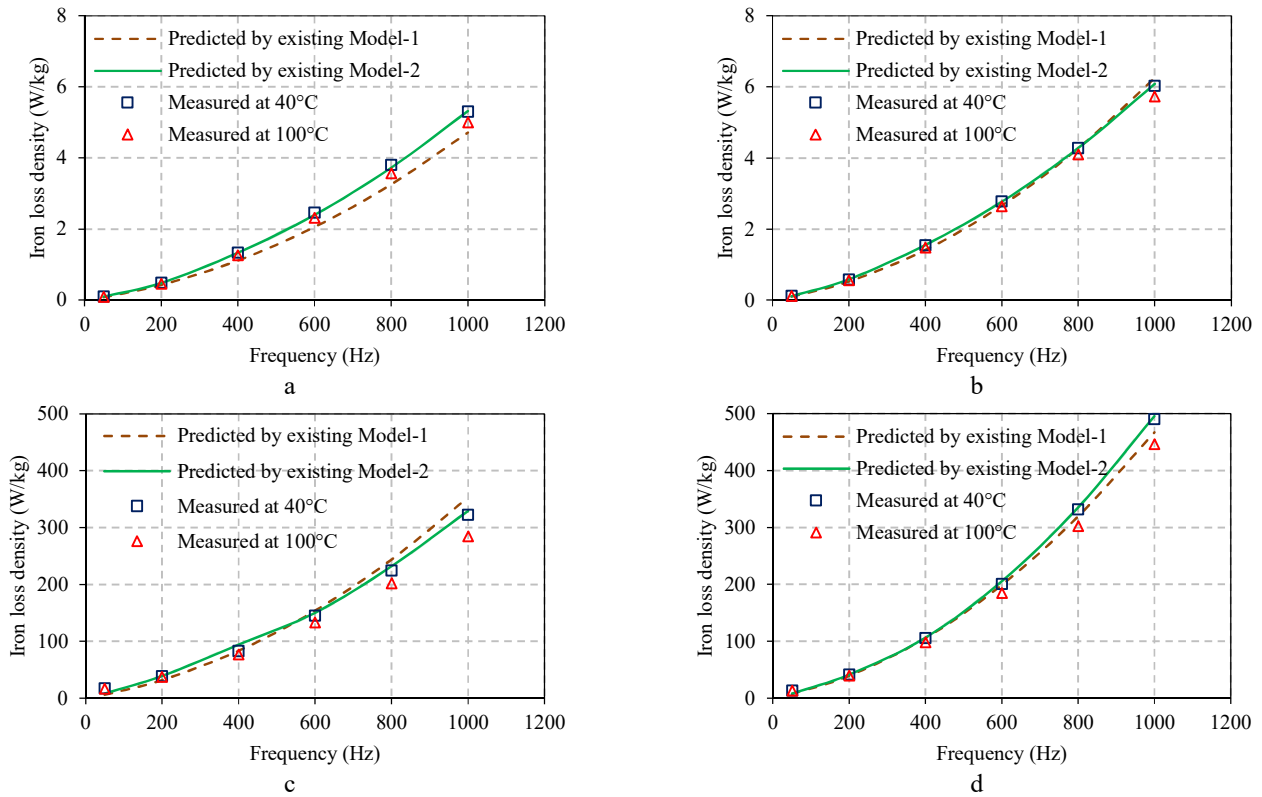 8
6
4
2
0
Iron loss density (W/kg)
Predicted by existing Model-1
Predicted by existing Model-2
Measured at 40°C
Measured at 100°C
0 200 400 600 800 1000 1200
Frequency (Hz)
a
8
6
4
2
0
Iron loss density (W/kg)
Predicted by existing Model-1
Predicted by existing Model-2
Measured at 40°C
Measured at 100°C
0 200 400 600 800 1000 1200
Frequency (Hz)
b
500
400
300
200
100
0
Iron loss density (W/kg)
Predicted by existing Model-1
Predicted by existing Model-2
Measured at 40°C
Measured at 100°C
0 200 400 600 800 1000 1200
Frequency (Hz)
c
500
400
300
200
100
0
Iron loss density (W/kg)
Predicted by existing Model-1
Predicted by existing Model-2
Measured at 40°C
Measured at 100°C
0 200 400 600 800 1000 1200
Frequency (Hz)
d